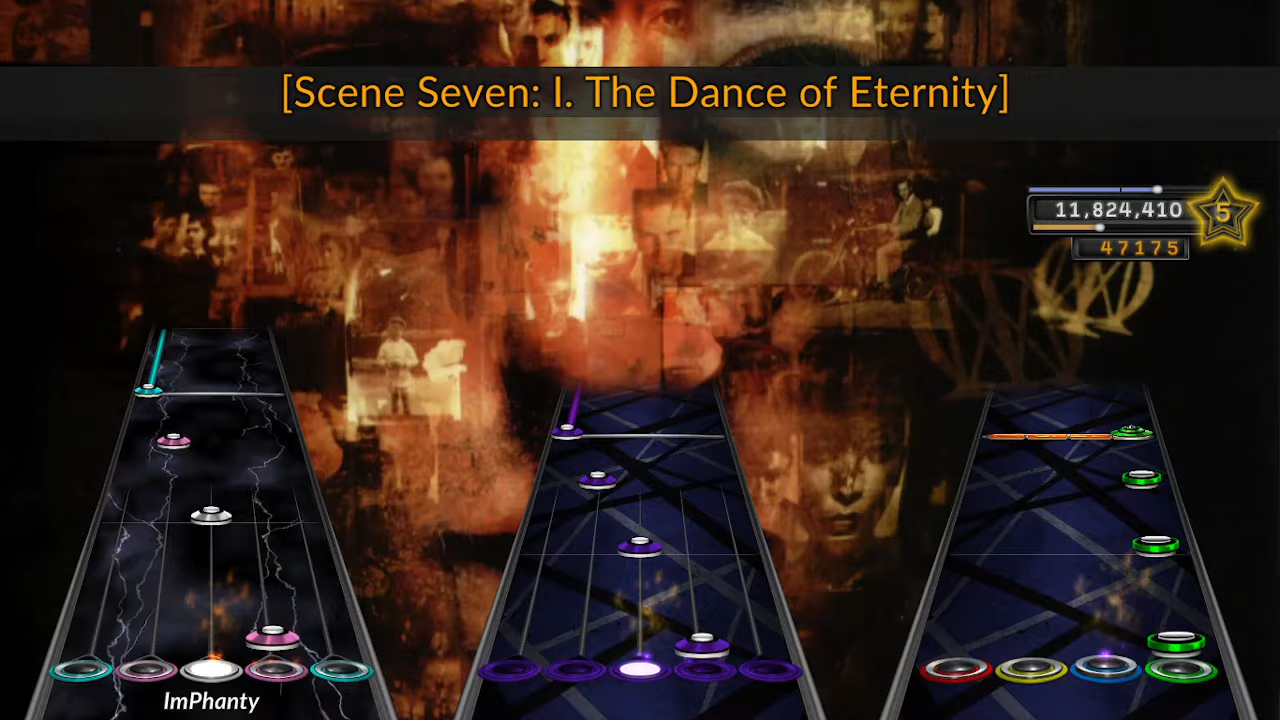 [Scene Seven: I. The Dance of Eternity]
11,824,410
5
47175
ImPhanty